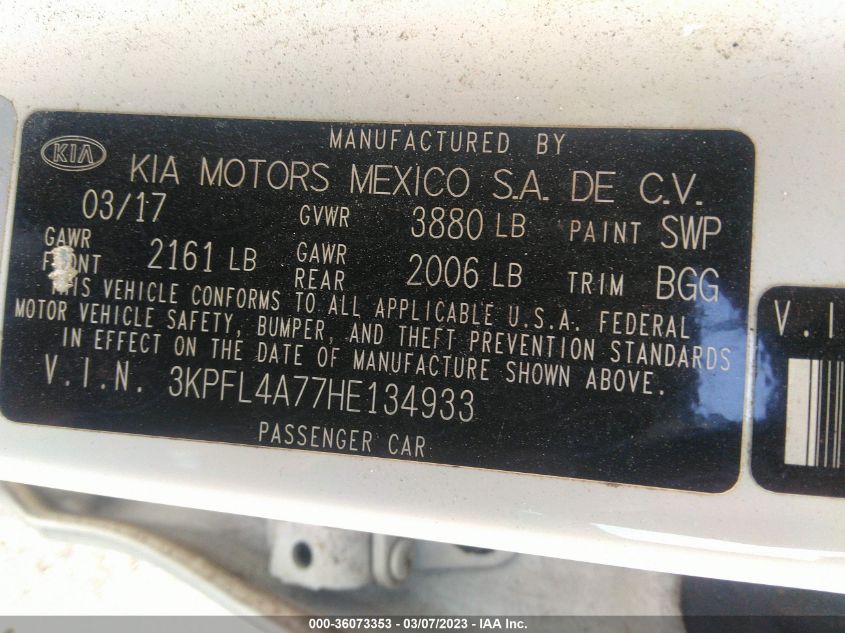 MANUFACTURED BY
KIA KIA MOTORS MEXICO S.A. DE C.V.
03/17 GVWR 3880 LB PAINT SWP
GAWR FRONT 2161 LB GAWR REAR 2006 LB TRIM BGG
THIS VEHICLE CONFORMS TO ALL APPLICABLE U.S.A. FEDERAL
MOTOR VEHICLE SAFETY, BUMPER, AND THEFT PREVENTION STANDARDS
IN EFFECT ON THE DATE OF MANUFACTURE SHOWN ABOVE.
V.I.N. 3KPFL4A77HE134933
PASSENGER CAR
V.I
000-36073353 - 03/07/2023 - IAA Inc.